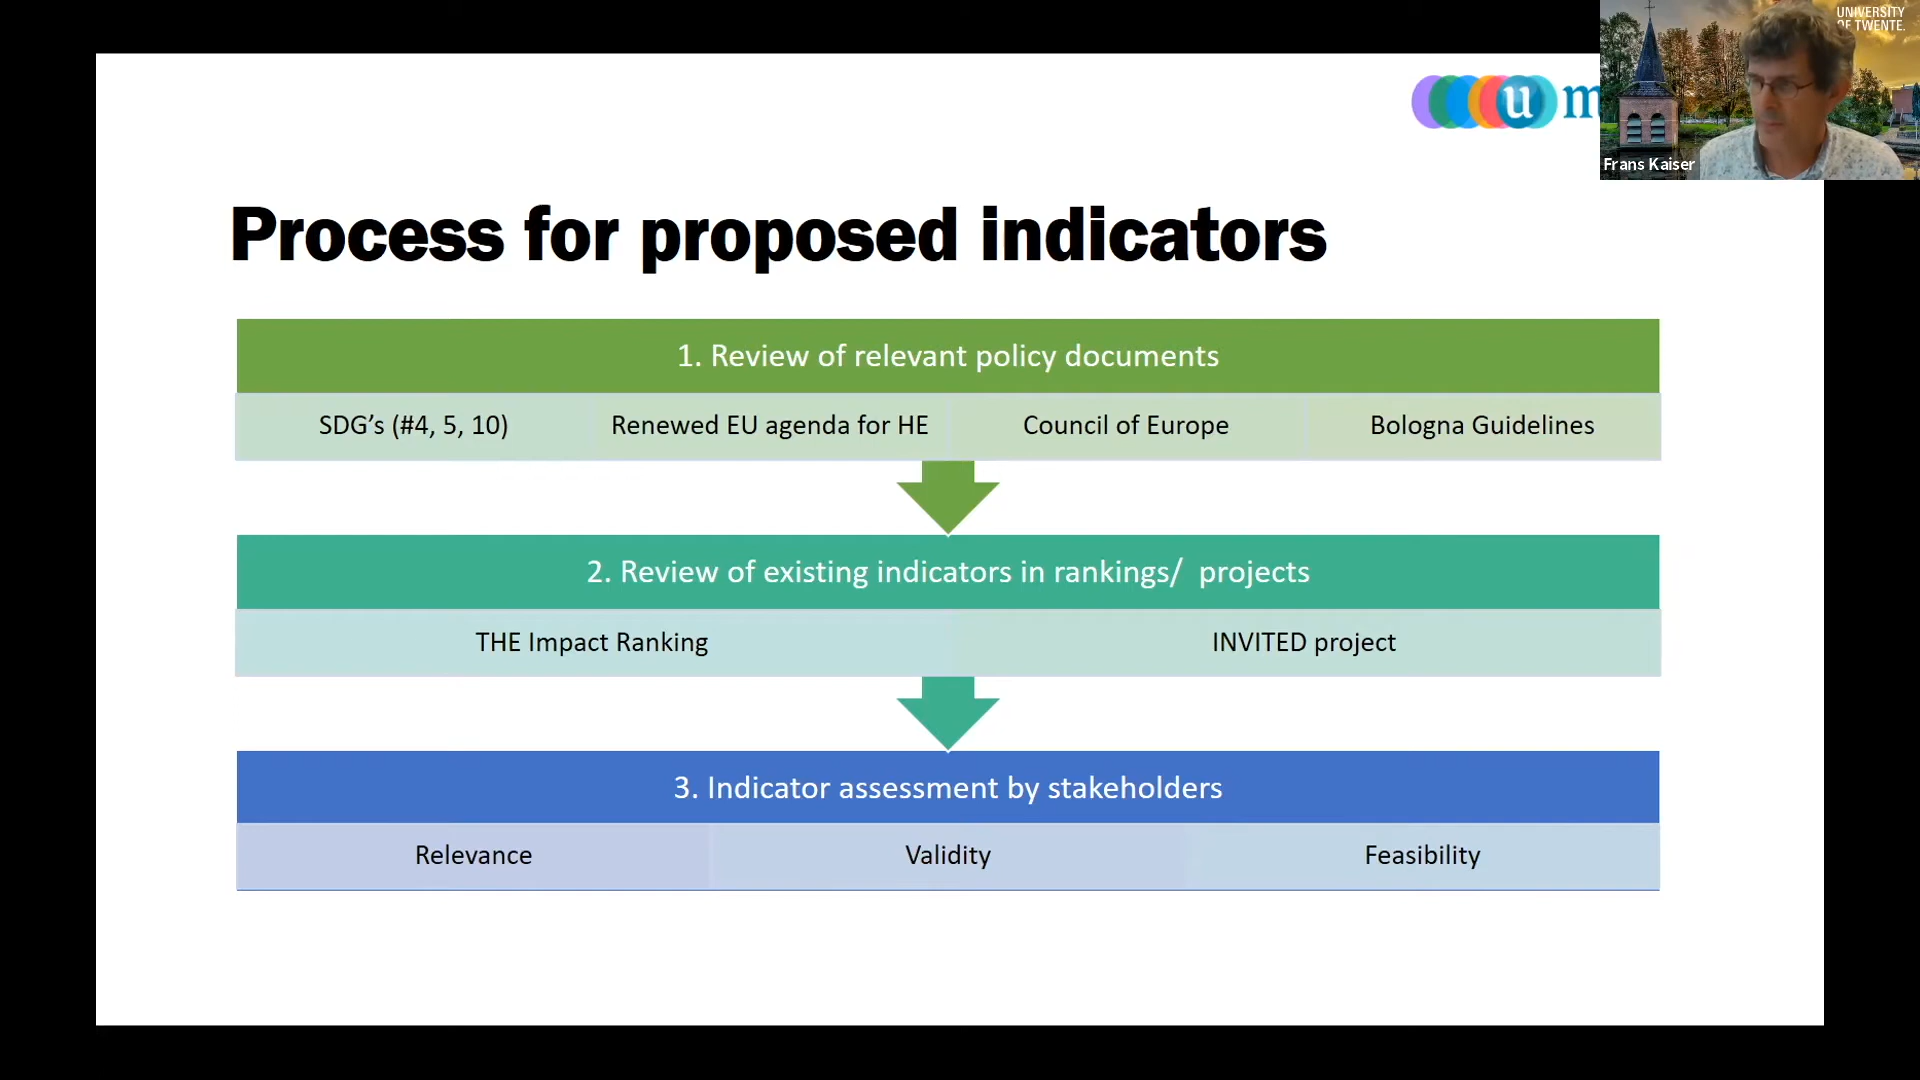 UNIVERSITY
OF TWENTE.
u m
Frans Kaiser
Process for proposed indicators
1. Review of relevant policy documents
SDG’s (#4, 5, 10)
Renewed EU agenda for HE
Council of Europe
Bologna Guidelines
2. Review of existing indicators in rankings/  projects
THE Impact Ranking
INVITED project
3. Indicator assessment by stakeholders
Relevance
Validity
Feasibility